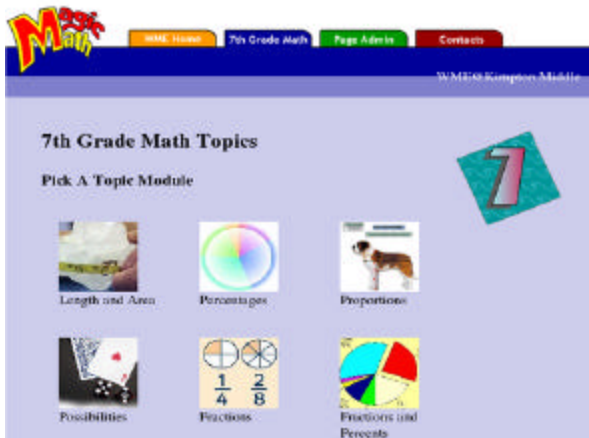 Magic
Math
WME Home
7th Grade Math
Page Admin
Contacts
WME@Kimpton Middle
7th Grade Math Topics
7
Pick A Topic Module
Length and Area
Percentages
Proportions
1 2
4 8
Possibilities
Fractions
Fractions and
Percents